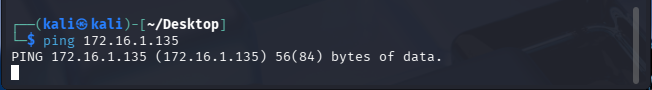 ┌──(kali㉿kali)-[~/Desktop]
└─$ ping 172.16.1.135
PING 172.16.1.135 (172.16.1.135) 56(84) bytes of data.